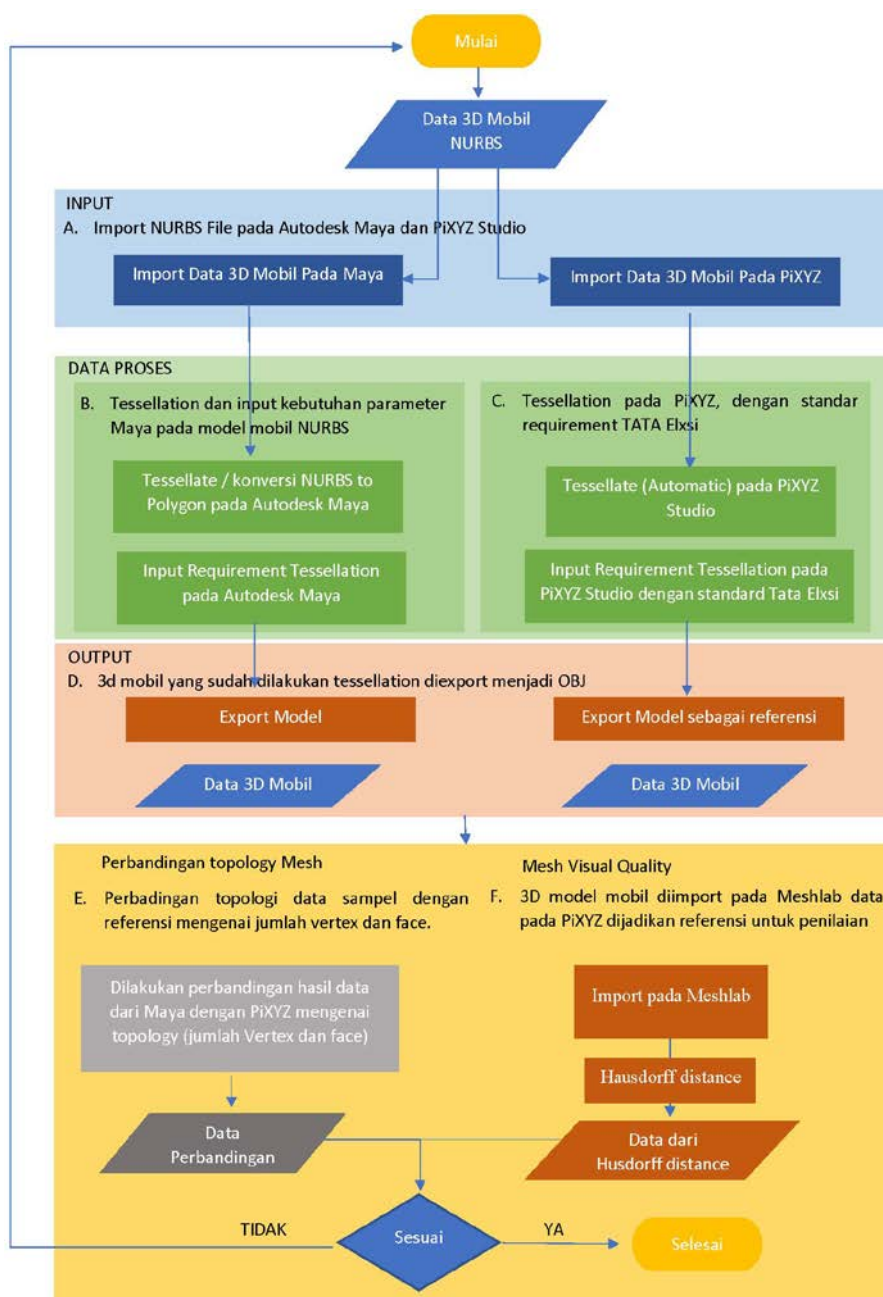 Mulai
Data 3D Mobil
NURBS
INPUT
A. Import NURBS File pada Autodesk Maya dan PiXYZ Studio
Import Data 3D Mobil Pada Maya
Import Data 3D Mobil Pada PiXYZ
DATA PROSES
B. Tessellation dan input kebutuhan parameter
Maya pada model mobil NURBS
C. Tessellation pada PiXYZ, dengan standar
requirement TATA Elxsi
Tessellate / konversi NURBS to
Polygon pada Autodesk Maya
Tessellate (Automatic) pada PiXYZ
Studio
Input Requirement Tessellation
pada Autodesk Maya
Input Requirement Tessellation pada
PiXYZ Studio dengan standard Tata Elxsi
OUTPUT
D. 3d mobil yang sudah dilakukan tessellation diexport menjadi OBJ
Export Model
Export Model sebagai referensi
Data 3D Mobil
Data 3D Mobil
Perbandingan topology Mesh
Mesh Visual Quality
E. Perbadingan topologi data sampel dengan
referensi mengenai jumlah vertex dan face.
F. 3D model mobil diimport pada Meshlab data
pada PiXYZ dijadikan referensi untuk penilaian
Dilakukan perbandingan hasil data
dari Maya dengan PiXYZ mengenai
topology (jumlah Vertex dan face)
Import pada Meshlab
Hausdorff distance
Data
Perbandingan
Data dari
Husdorff distance
TIDAK
Sesuai
YA
Selesai